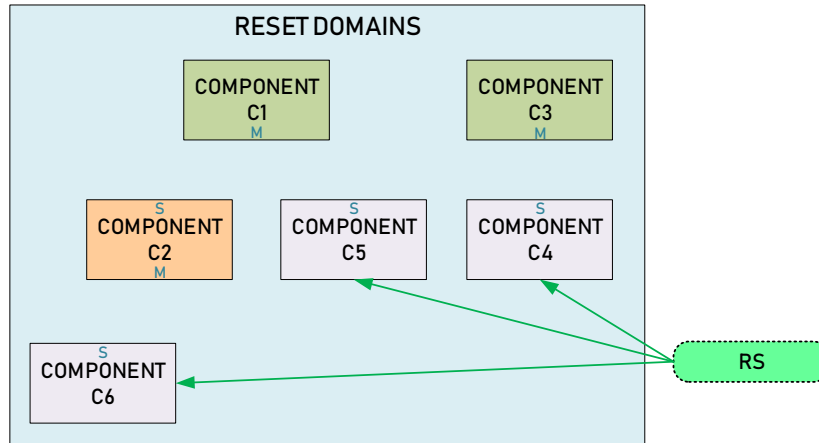 RESET DOMAINS
COMPONENT
C1
M
COMPONENT
C3
M
S
COMPONENT
C2
M
S
COMPONENT
C5
S
COMPONENT
C4
S
COMPONENT
C6
RS